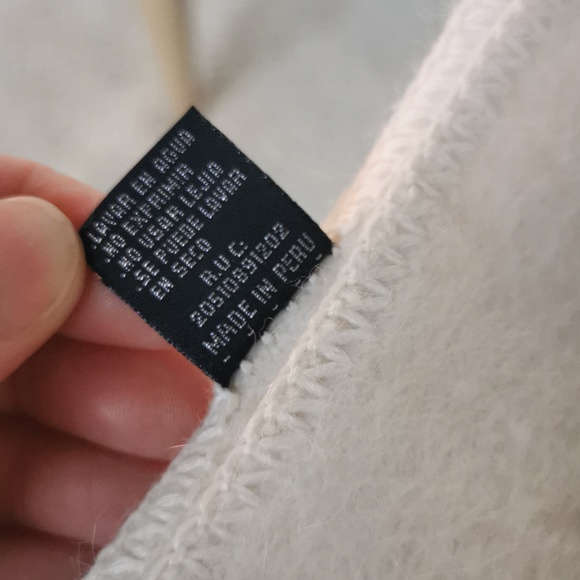 LAVAR EN AGUA
-NO EXPRIMIR
-NO USAR LEJIA
-SE PUEDE LAVAR
EN SECO
R.U.C.
20510891202
- MADE IN PERU -